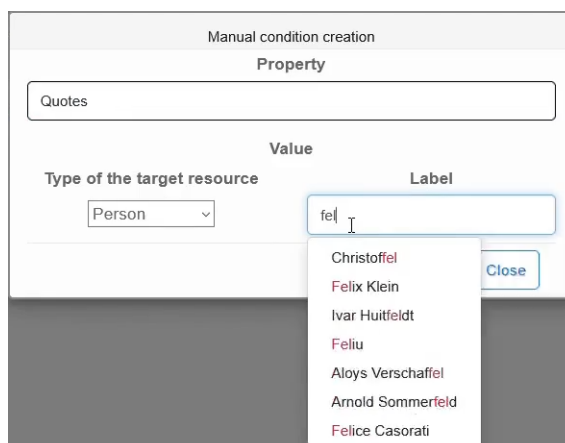 Manual condition creation
Property
Quotes
Value
Type of the target resource
Label
Person
fel
Christoffel
Felix Klein
Close
Ivar Huitfeldt
Feliu
Aloys Verschaffel
Arnold Sommerfeld
Felice Casorati